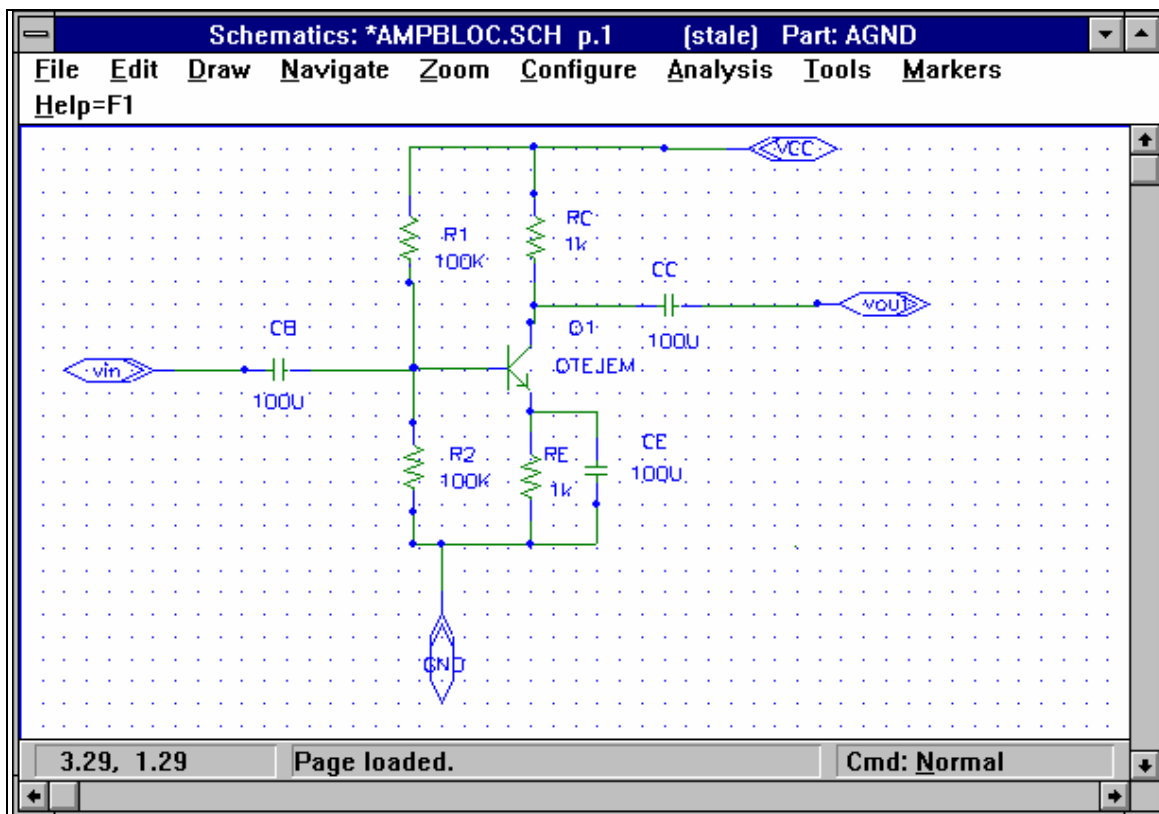 Schematics: *AMPBLOC.SCH p.1 (stale) Part: AGND
File Edit Draw Navigate Zoom Configure Analysis Tools Markers
Help=F1
VCC
R1
100K
RC
1k
CC
100U
vout
CB
100U
vin
Q1
QTEJEM
R2
100K
RE
1k
CE
100U
GND
3.29, 1.29 Page loaded. Cmd: Normal